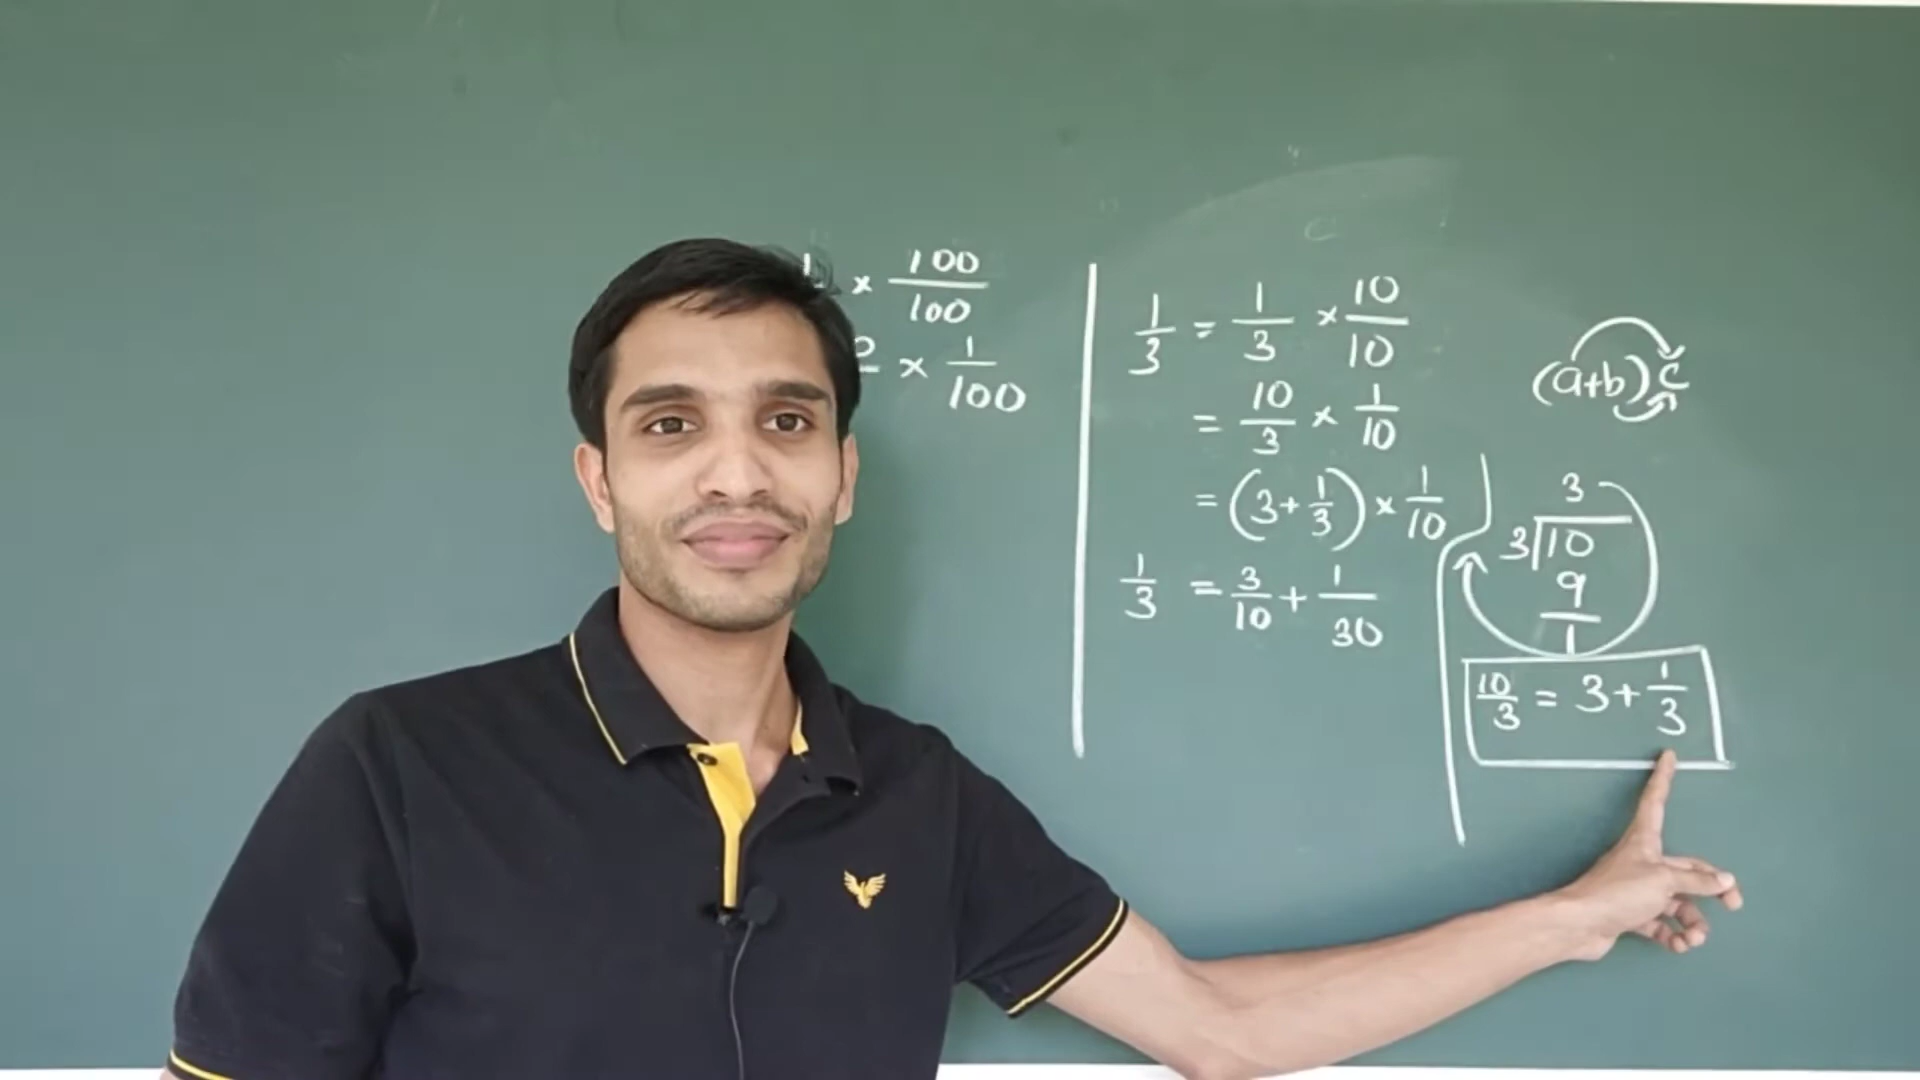 × 100/100
× 1/100
1/3 = 1/3 × 10/10
= 10/3 × 1/10
= (3+1/3) × 1/10
1/3 = 3/10 + 1/30
(a+b)c
3
3)10
9
1
10/3 = 3+1/3